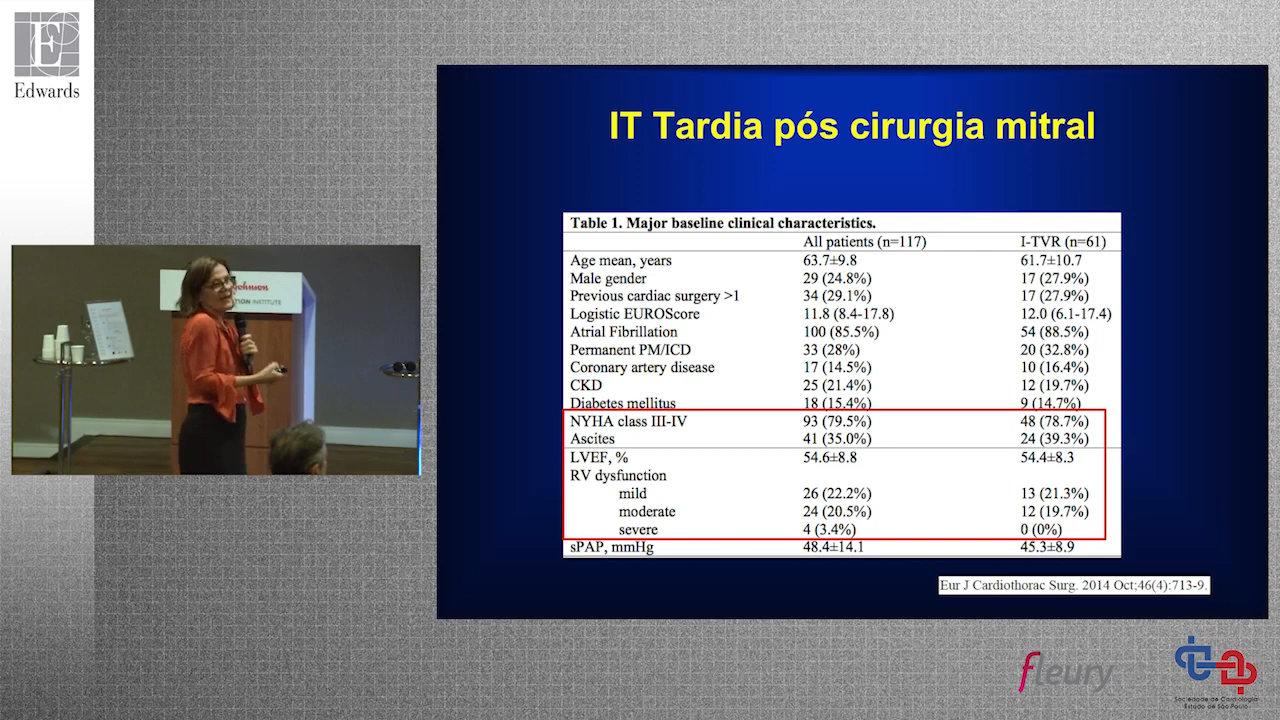 E
Edwards
IT Tardia pós cirurgia mitral
Table 1. Major baseline clinical characteristics.
All patients (n=117) I-TVR (n=61)
Age mean, years 63.7±9.8 61.7±10.7
Male gender 29 (24.8%) 17 (27.9%)
Previous cardiac surgery >1 34 (29.1%) 17 (27.9%)
Logistic EUROScore 11.8 (8.4-17.8) 12.0 (6.1-17.4)
Atrial Fibrillation 100 (85.5%) 54 (88.5%)
Permanent PM/ICD 33 (28%) 20 (32.8%)
Coronary artery disease 17 (14.5%) 10 (16.4%)
CKD 25 (21.4%) 12 (19.7%)
Diabetes mellitus 18 (15.4%) 9 (14.7%)
NYHA class III-IV 93 (79.5%) 48 (78.7%)
Ascites 41 (35.0%) 24 (39.3%)
LVEF, % 54.6±8.8 54.4±8.3
RV dysfunction
mild 26 (22.2%) 13 (21.3%)
moderate 24 (20.5%) 12 (19.7%)
severe 4 (3.4%) 0 (0%)
sPAP, mmHg 48.4±14.1 45.3±8.9
Eur J Cardiothorac Surg. 2014 Oct;46(4):713-9.
INSTITUTE
fleury
Sociedade de Cardiologia
Estado de São Paulo